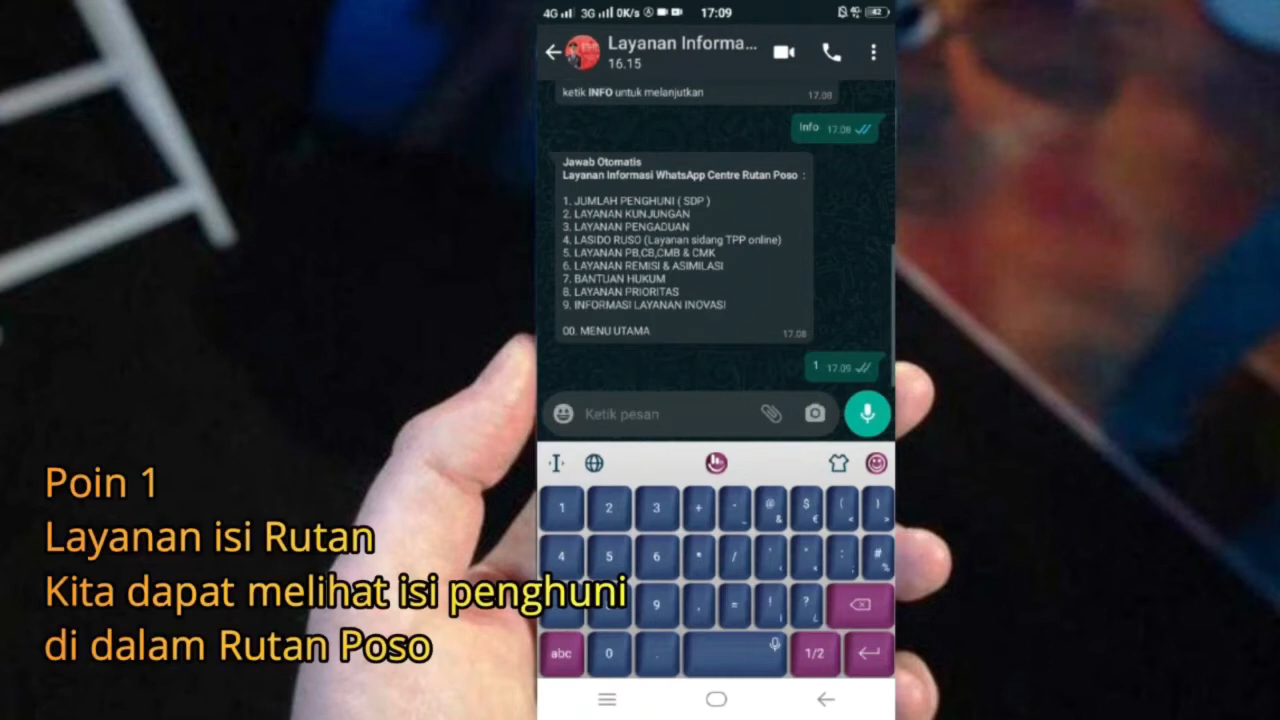 4G 3G 0K/s 17:09 42
Layanan Informa...
16.15
ketik INFO untuk melanjutkan
17.08
Info 17.08
Jawab Otomatis
Layanan Informasi WhatsApp Centre Rutan Poso :
1. JUMLAH PENGHUNI ( SDP )
2. LAYANAN KUNJUNGAN
3. LAYANAN PENGADUAN
4. LASIDO RUSO (Layanan sidang TPP online)
5. LAYANAN PB,CB,CMB & CMK
6. LAYANAN REMISI & ASIMILASI
7. BANTUAN HUKUM
8. LAYANAN PRIORITAS
9. INFORMASI LAYANAN INOVASI
00. MENU UTAMA
17.08
1 17.09
Ketik pesan
1 2 3 + - _ @ & $ € ( < ) >
4 5 6 * / ' " : ; # %
9 , = ! ¡ ? ¿
abc 0 . 1/2
Poin 1
Layanan isi Rutan
Kita dapat melihat isi penghuni
di dalam Rutan Poso